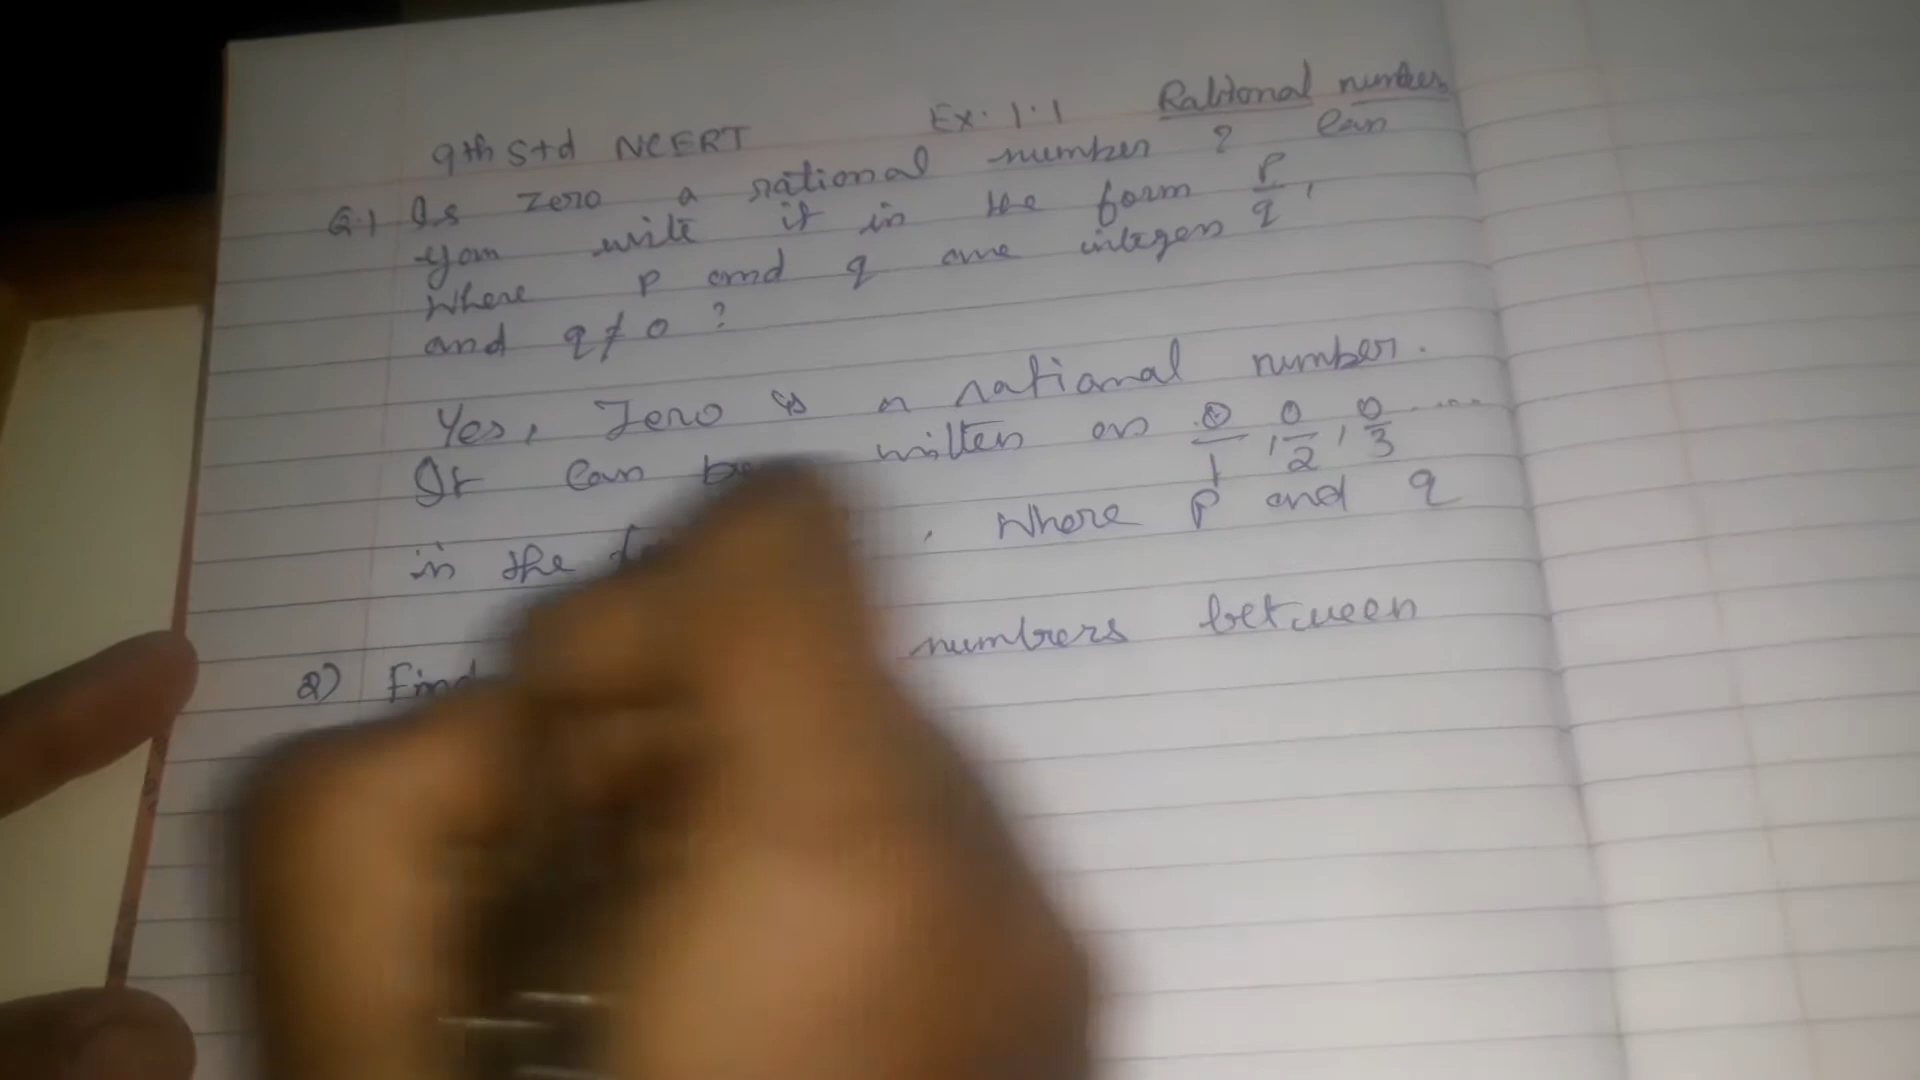 9th Std NCERT Ex. 1.1 Rational numbers
Q.1 Is zero a rational number ? Can
you write it in the form p/q,
Where p and q are integers
and q ≠ 0 ?
Yes, Zero is a rational number.
It can be written as 0/1, 0/2, 0/3 ....
in the , Where p and q
2) Find numbers between